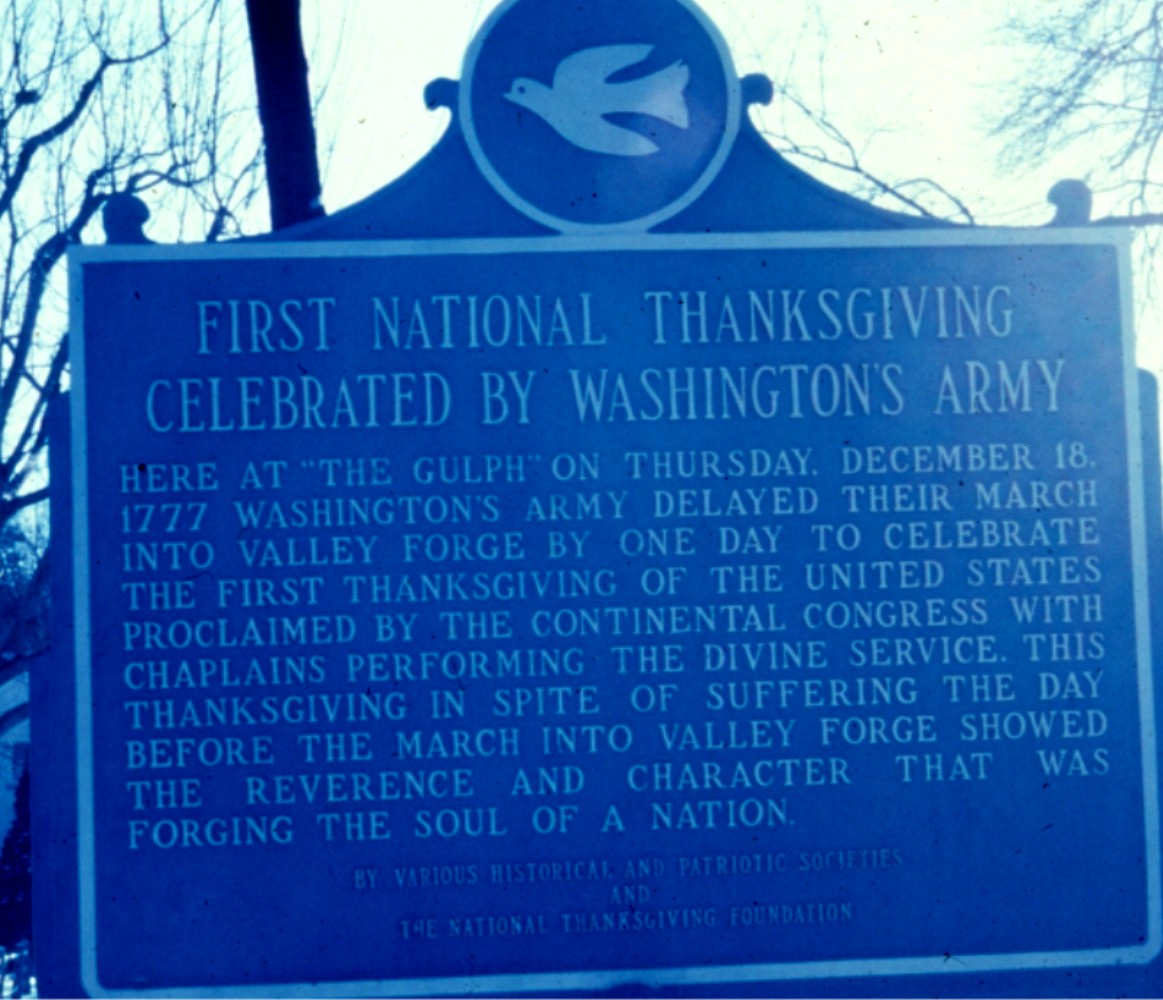 FIRST NATIONAL THANKSGIVING
CELEBRATED BY WASHINGTON'S ARMY
HERE AT "THE GULPH" ON THURSDAY, DECEMBER 18,
1777 WASHINGTON'S ARMY DELAYED THEIR MARCH
INTO VALLEY FORGE BY ONE DAY TO CELEBRATE
THE FIRST THANKSGIVING OF THE UNITED STATES
PROCLAIMED BY THE CONTINENTAL CONGRESS WITH
CHAPLAINS PERFORMING THE DIVINE SERVICE. THIS
THANKSGIVING IN SPITE OF SUFFERING THE DAY
BEFORE THE MARCH INTO VALLEY FORGE SHOWED
THE REVERENCE AND CHARACTER THAT WAS
FORGING THE SOUL OF A NATION.
BY VARIOUS HISTORICAL AND PATRIOTIC SOCIETIES
AND
THE NATIONAL THANKSGIVING FOUNDATION